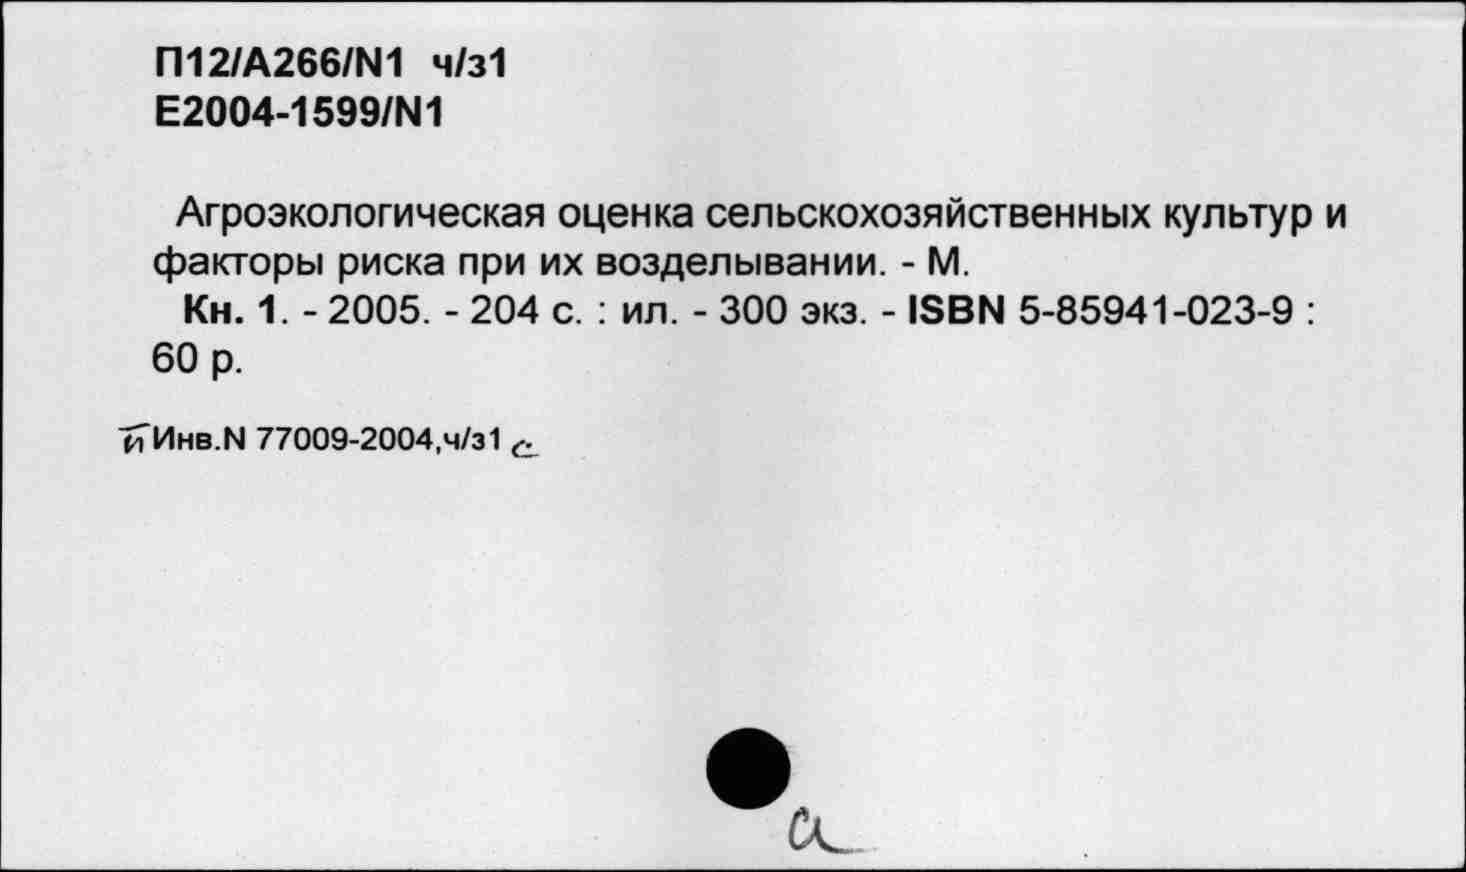 П12/А266/N1 ч/з1
Е2004-1599/N1
Агроэкологическая оценка сельскохозяйственных культур и
факторы риска при их возделывании. - М.
Кн. 1. - 2005. - 204 с. : ил. - 300 экз. - ISBN 5-85941-023-9 :
60 р.
Инв.N 77009-2004,ч/з1